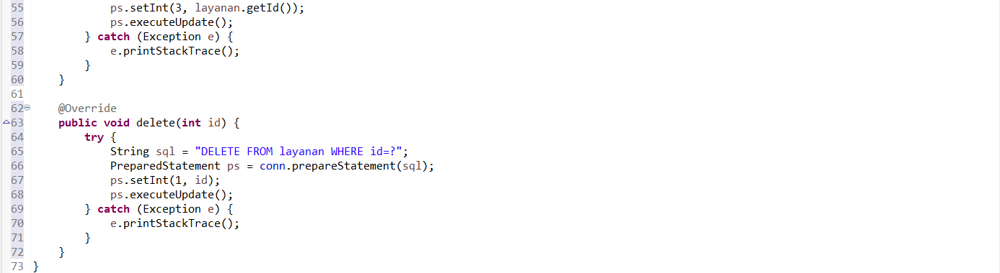 55             ps.setInt(3, layanan.getId());
56             ps.executeUpdate();
57         } catch (Exception e) {
58             e.printStackTrace();
59         }
60     }
61
62     @Override
63     public void delete(int id) {
64         try {
65             String sql = "DELETE FROM layanan WHERE id=?";
66             PreparedStatement ps = conn.prepareStatement(sql);
67             ps.setInt(1, id);
68             ps.executeUpdate();
69         } catch (Exception e) {
70             e.printStackTrace();
71         }
72     }
73 }